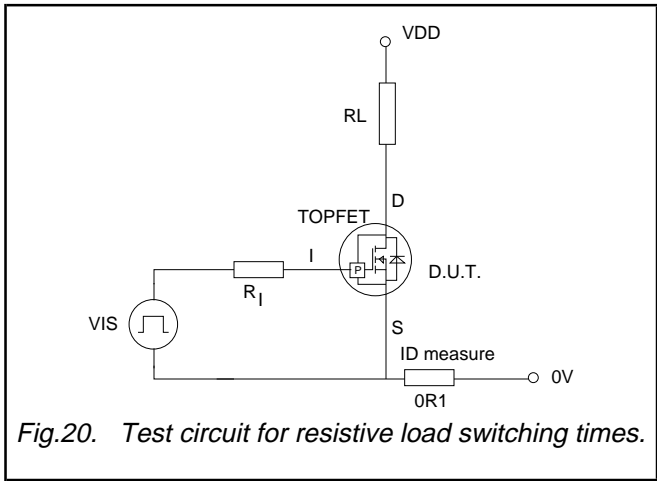 VDD
RL
D
TOPFET
I
P
D.U.T.
RI
VIS
S
ID measure
0V
0R1
Fig.20. Test circuit for resistive load switching times.